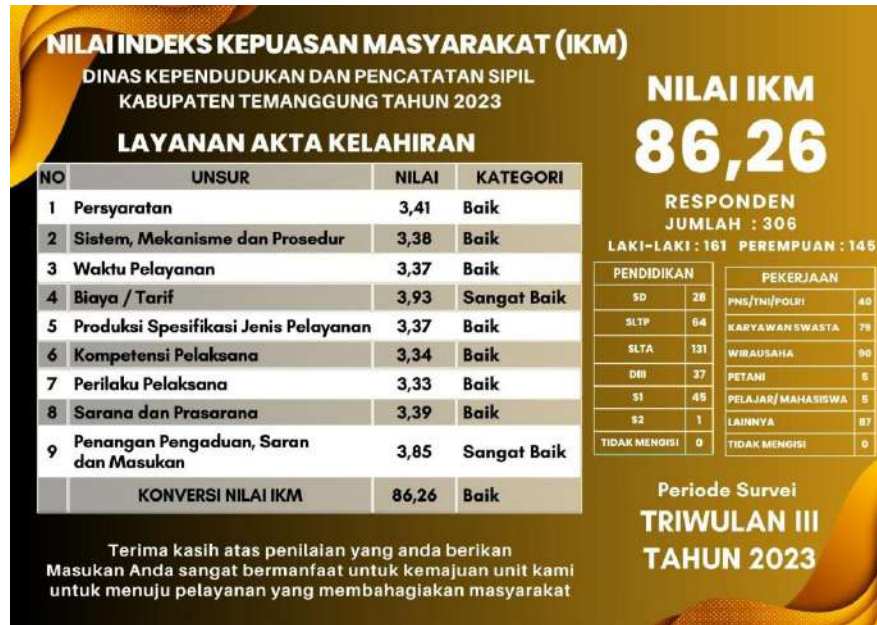 NILAI INDEKS KEPUASAN MASYARAKAT (IKM)
DINAS KEPENDUDUKAN DAN PENCATATAN SIPIL
KABUPATEN TEMANGGUNG TAHUN 2023
LAYANAN AKTA KELAHIRAN
NO UNSUR NILAI KATEGORI
1 Persyaratan 3,41 Baik
2 Sistem, Mekanisme dan Prosedur 3,38 Baik
3 Waktu Pelayanan 3,37 Baik
4 Biaya / Tarif 3,93 Sangat Baik
5 Produksi Spesifikasi Jenis Pelayanan 3,37 Baik
6 Kompetensi Pelaksana 3,34 Baik
7 Perilaku Pelaksana 3,33 Baik
8 Sarana dan Prasarana 3,39 Baik
9 Penangan Pengaduan, Saran
dan Masukan 3,85 Sangat Baik
KONVERSI NILAI IKM 86,26 Baik
Terima kasih atas penilaian yang anda berikan
Masukan Anda sangat bermanfaat untuk kemajuan unit kami
untuk menuju pelayanan yang membahagiakan masyarakat
NILAI IKM
86,26
RESPONDEN
JUMLAH : 306
LAKI-LAKI : 161 PEREMPUAN : 145
PENDIDIKAN
SD 28
SLTP 64
SLTA 131
DIII 37
S1 45
S2 1
TIDAK MENGISI 0
PEKERJAAN
PNS/TNI/POLRI 40
KARYAWAN SWASTA 79
WIRAUSAHA 90
PETANI 5
PELAJAR/ MAHASISWA 5
LAINNYA 87
TIDAK MENGISI 0
Periode Survei
TRIWULAN III
TAHUN 2023